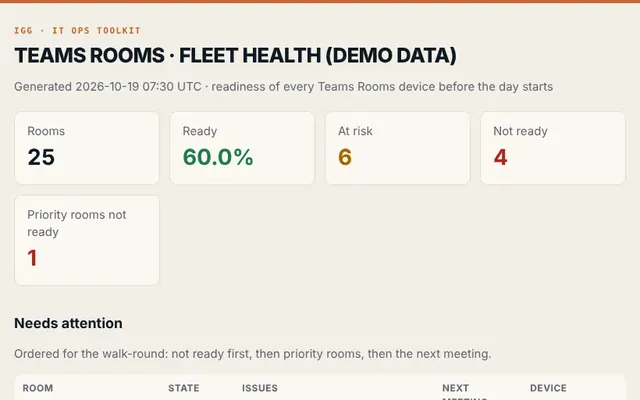 IGG · IT OPS TOOLKIT
TEAMS ROOMS · FLEET HEALTH (DEMO DATA)
Generated 2026-10-19 07:30 UTC · readiness of every Teams Rooms device before the day starts
Rooms
25
Ready
60.0%
At risk
6
Not ready
4
Priority rooms not
ready
1
Needs attention
Ordered for the walk-round: not ready first, then priority rooms, then the next meeting.
ROOM STATE ISSUES NEXT DEVICE
MEETING